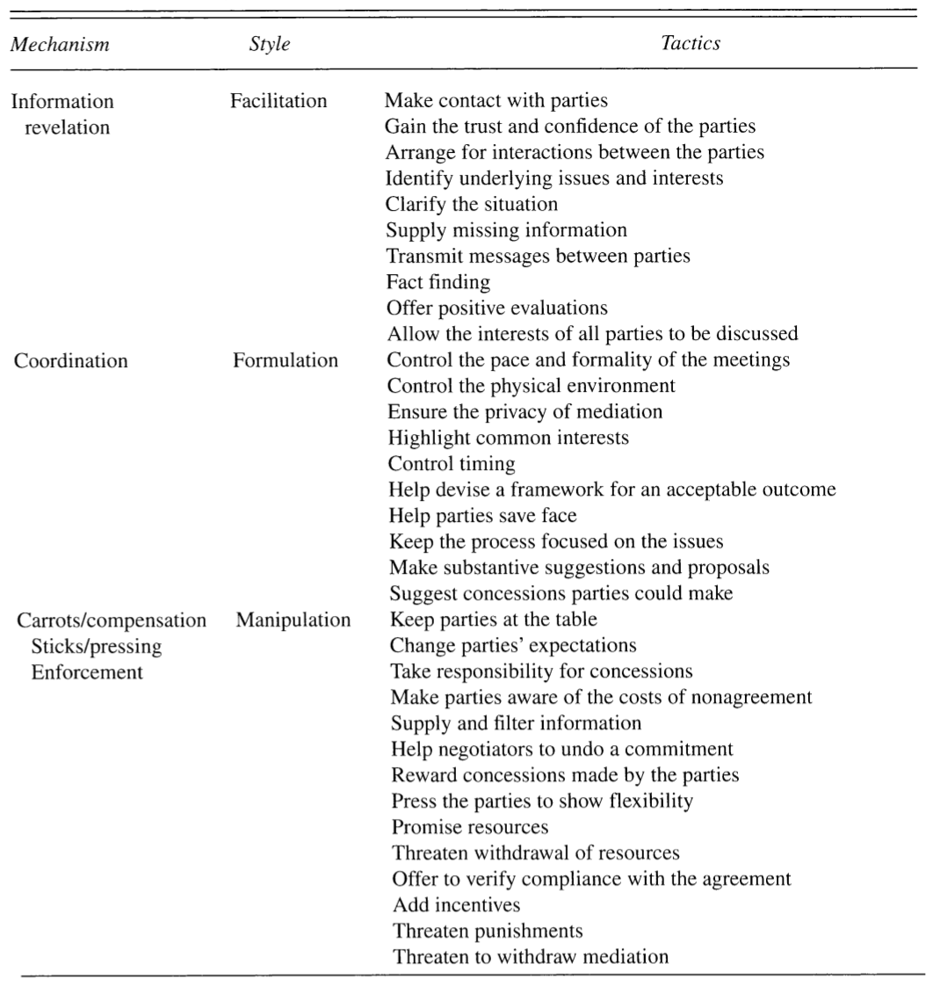 Mechanism Style Tactics
Information Facilitation Make contact with parties
revelation Gain the trust and confidence of the parties
Arrange for interactions between the parties
Identify underlying issues and interests
Clarify the situation
Supply missing information
Transmit messages between parties
Fact finding
Offer positive evaluations
Allow the interests of all parties to be discussed
Coordination Formulation Control the pace and formality of the meetings
Control the physical environment
Ensure the privacy of mediation
Highlight common interests
Control timing
Help devise a framework for an acceptable outcome
Help parties save face
Keep the process focused on the issues
Make substantive suggestions and proposals
Suggest concessions parties could make
Carrots/compensation Manipulation Keep parties at the table
Sticks/pressing Change parties' expectations
Enforcement Take responsibility for concessions
Make parties aware of the costs of nonagreement
Supply and filter information
Help negotiators to undo a commitment
Reward concessions made by the parties
Press the parties to show flexibility
Promise resources
Threaten withdrawal of resources
Offer to verify compliance with the agreement
Add incentives
Threaten punishments
Threaten to withdraw mediation